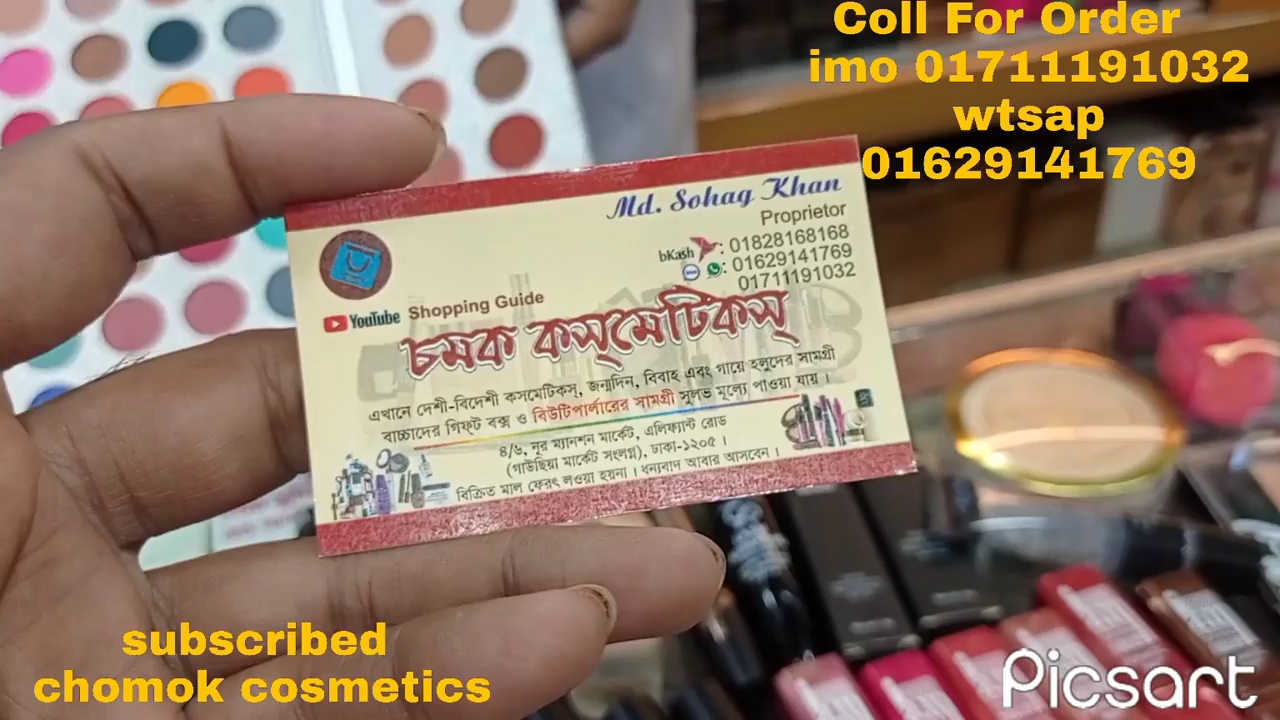 Coll For Order
imo 01711191032
wtsap
01629141769
Md. Sohag Khan
Proprietor
bKash : 01828168168
: 01629141769
01711191032
YouTube Shopping Guide
চমক কস্মেটিকস্
এখানে দেশী-বিদেশী কসমেটিকস্, জন্মদিন, বিবাহ এবং গায়ে হলুদের সামগ্রী
বাচ্চাদের গিফ্ট বক্স ও বিউটিপার্লারের সামগ্রী সুলভ মূল্যে পাওয়া যায়।
৪/৬, নূর ম্যানশন মার্কেট, এলিফ্যান্ট রোড
(গাউছিয়া মার্কেট সংলগ্ন), ঢাকা-১২০৫।
বিক্রিত মাল ফেরৎ লওয়া হয়না। ধন্যবাদ আবার আসবেন।
subscribed
chomok cosmetics
Picsart